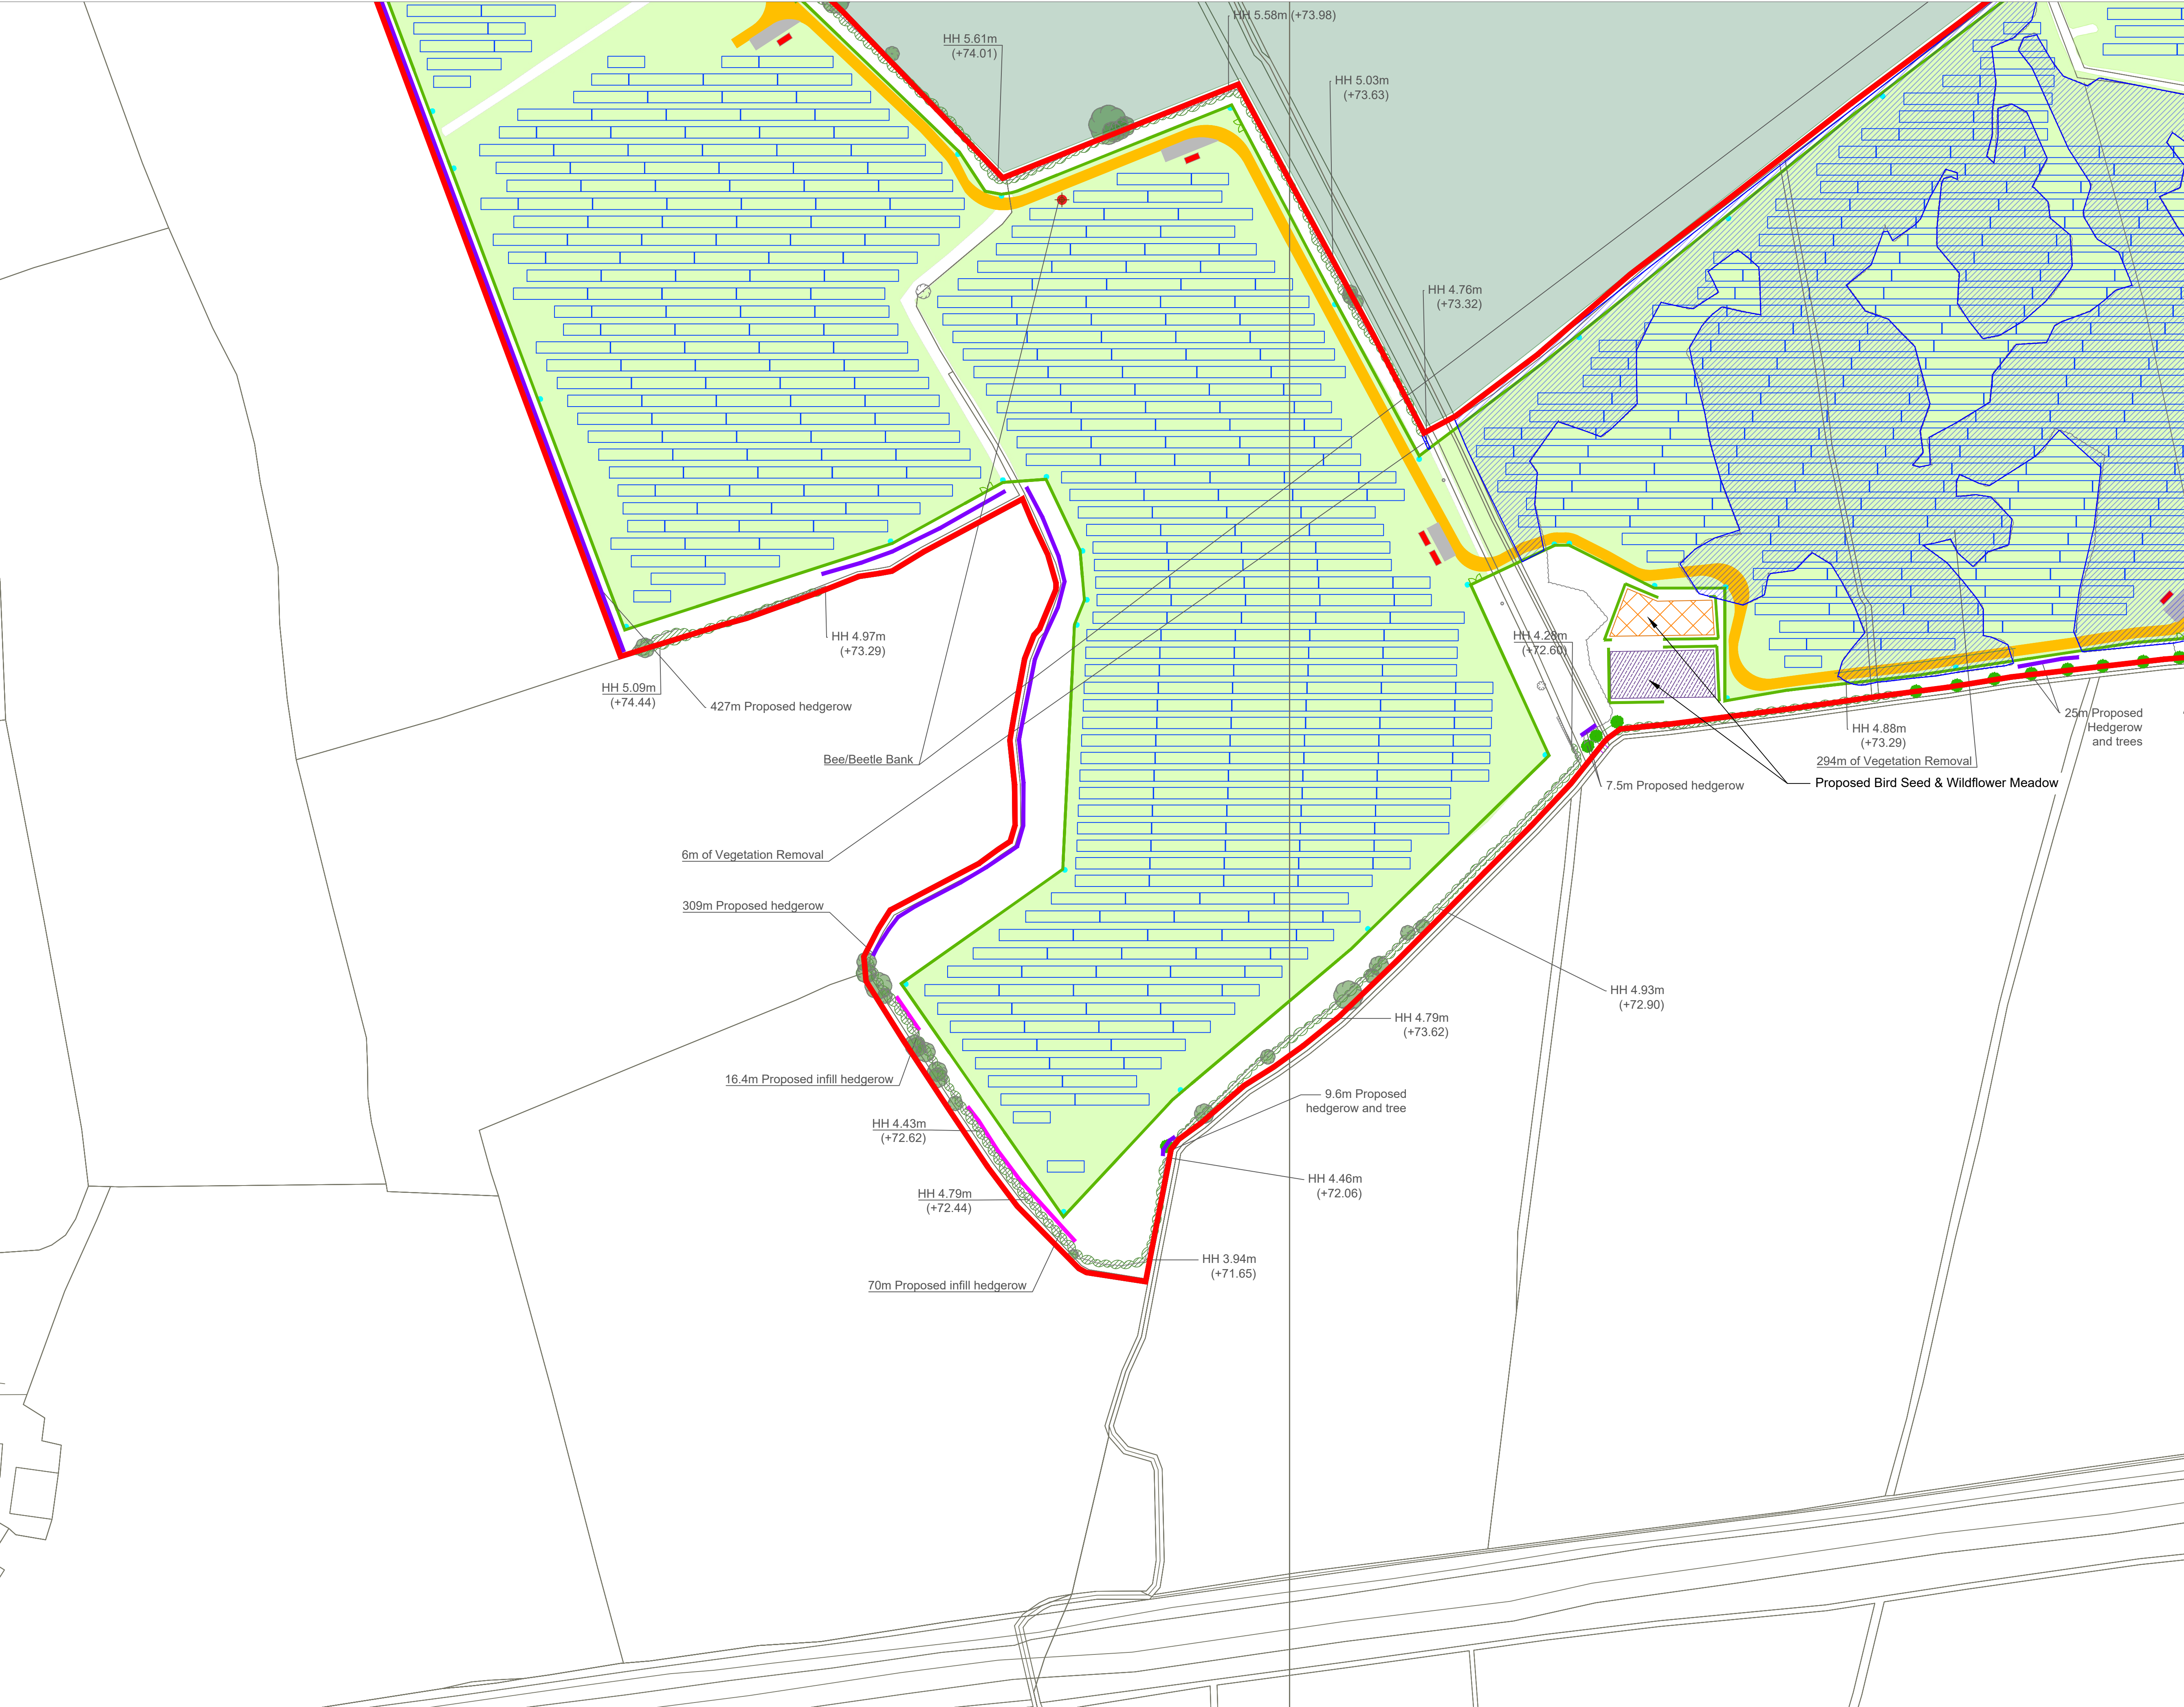 HH 5.58m (+73.98)
HH 5.61m
(+74.01)
HH 5.03m
(+73.63)
HH 4.76m
(+73.32)
HH 4.97m
(+73.29)
HH 4.28m
(+72.60)
HH 5.09m
(+74.44)
427m Proposed hedgerow
25m Proposed
Hedgerow
and trees
HH 4.88m
(+73.29)
294m of Vegetation Removal
Bee/Beetle Bank
7.5m Proposed hedgerow
Proposed Bird Seed & Wildflower Meadow
6m of Vegetation Removal
309m Proposed hedgerow
HH 4.93m
(+72.90)
HH 4.79m
(+73.62)
16.4m Proposed infill hedgerow
9.6m Proposed
hedgerow and tree
HH 4.43m
(+72.62)
HH 4.46m
(+72.06)
HH 4.79m
(+72.44)
HH 3.94m
(+71.65)
70m Proposed infill hedgerow